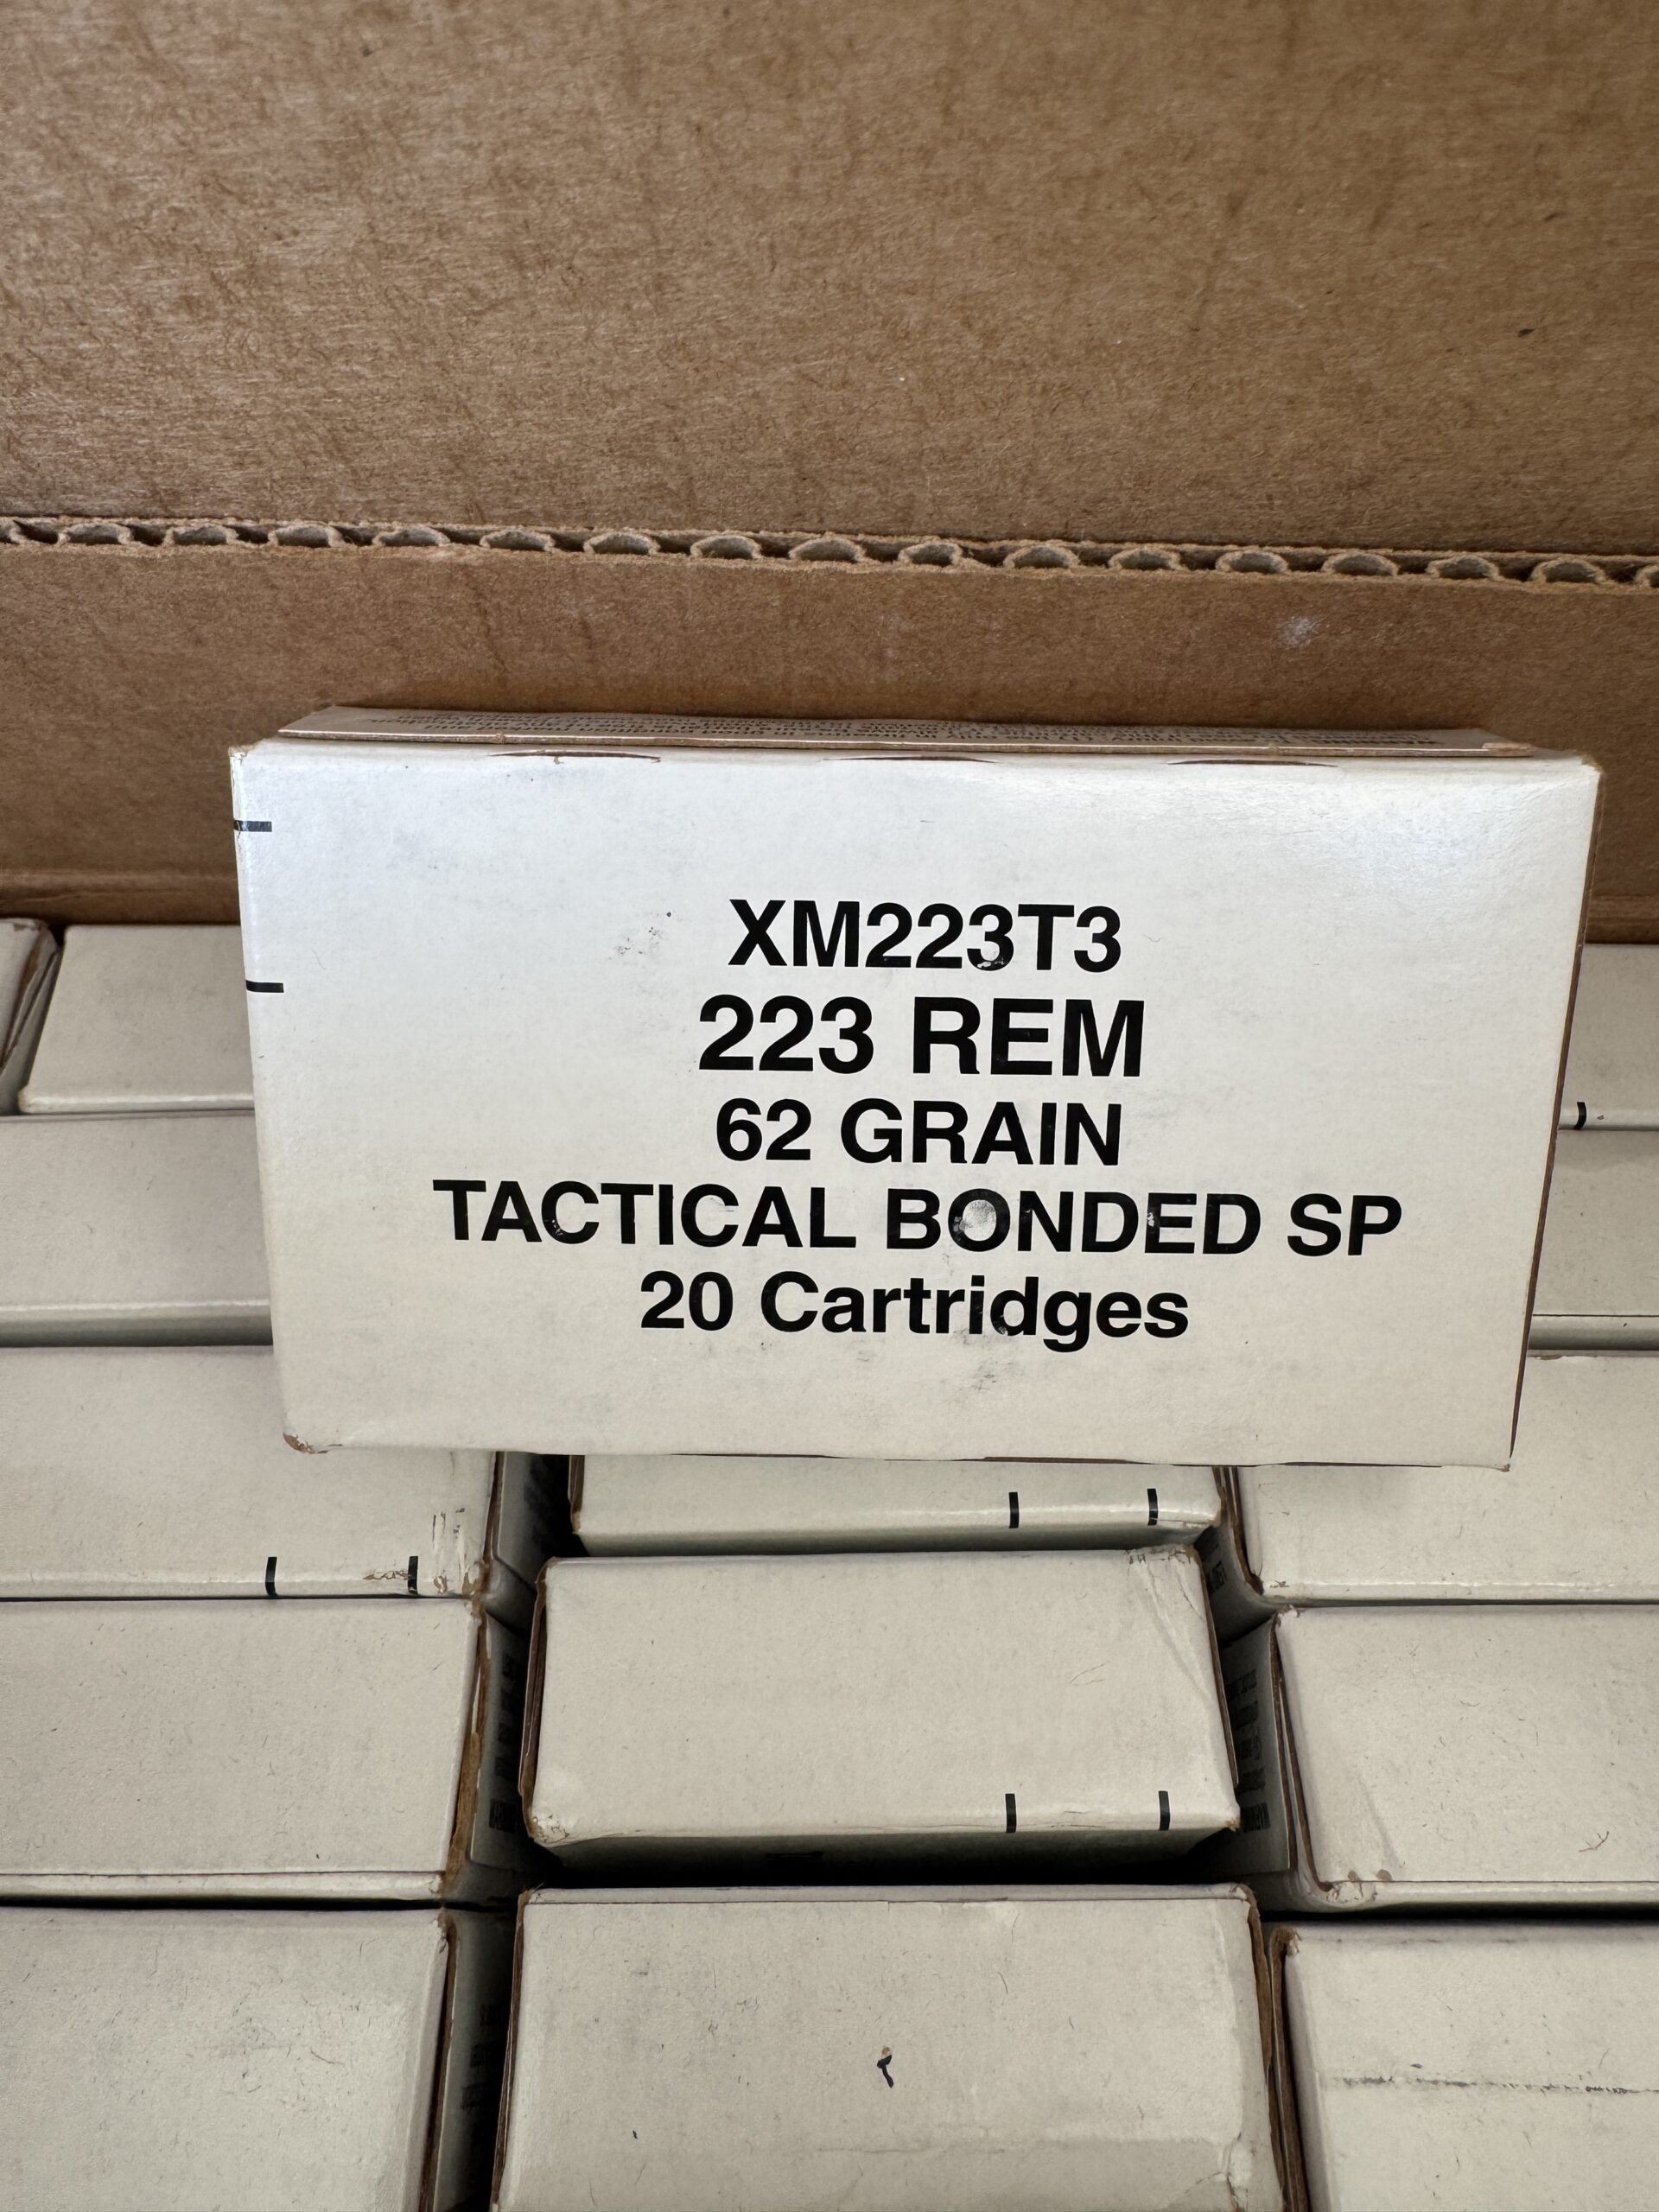 XM223T3
223 REM
62 GRAIN
TACTICAL BONDED SP
20 Cartridges